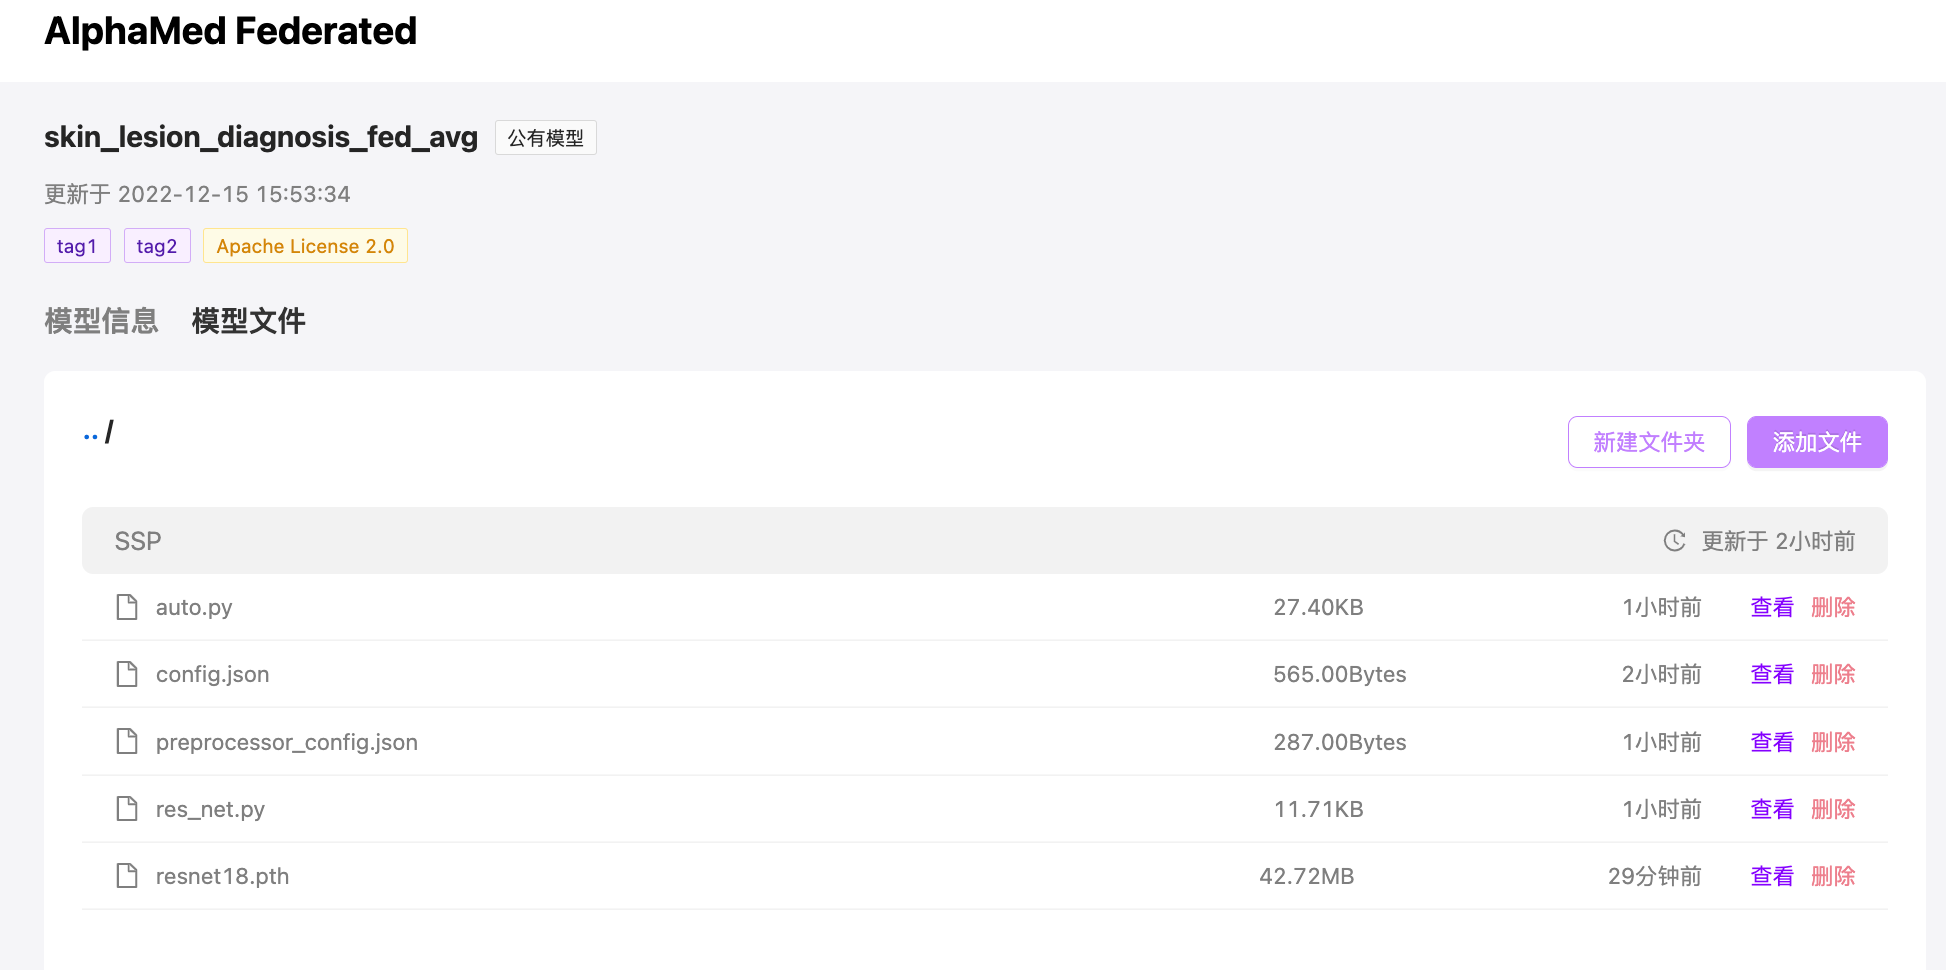 AlphaMed Federated
skin_lesion_diagnosis_fed_avg 公有模型
更新于 2022-12-15 15:53:34
tag1 tag2 Apache License 2.0
模型信息 模型文件
.. /
新建文件夹 添加文件
SSP 更新于 2小时前
auto.py 27.40KB 1小时前 查看 删除
config.json 565.00Bytes 2小时前 查看 删除
preprocessor_config.json 287.00Bytes 1小时前 查看 删除
res_net.py 11.71KB 1小时前 查看 删除
resnet18.pth 42.72MB 29分钟前 查看 删除